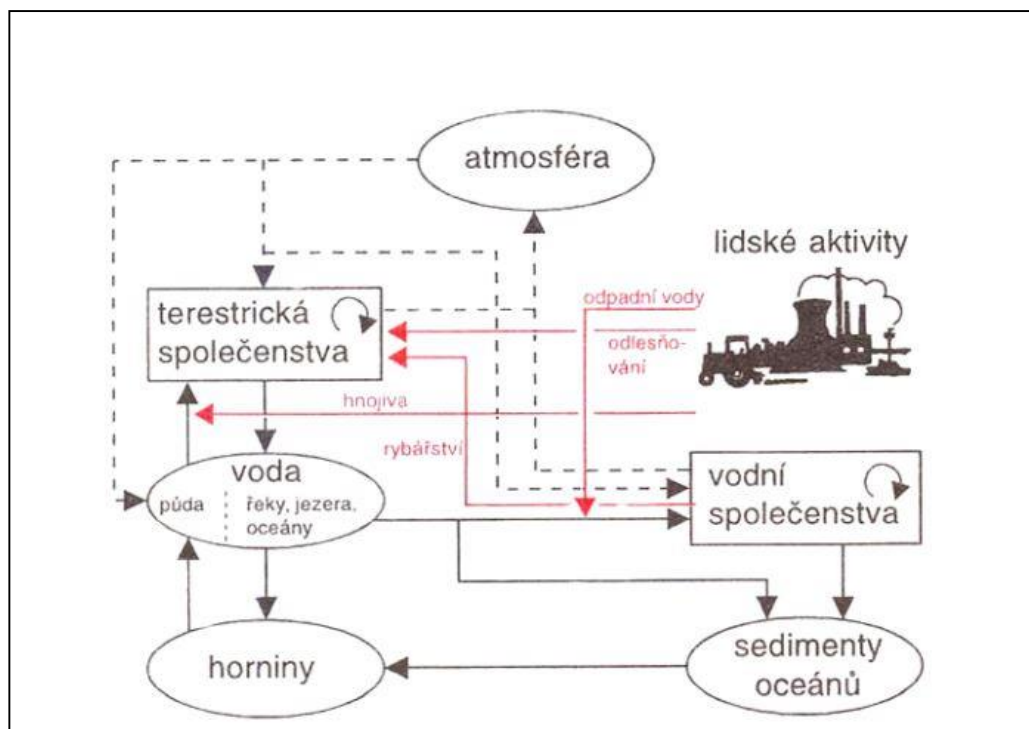 atmosféra
lidské aktivity
odpadní vody
odlesňo-
vání
terestrická
společenstva
hnojiva
rybářství
voda
půda
řeky, jezera,
oceány
vodní
společenstva
horniny
sedimenty
oceánů